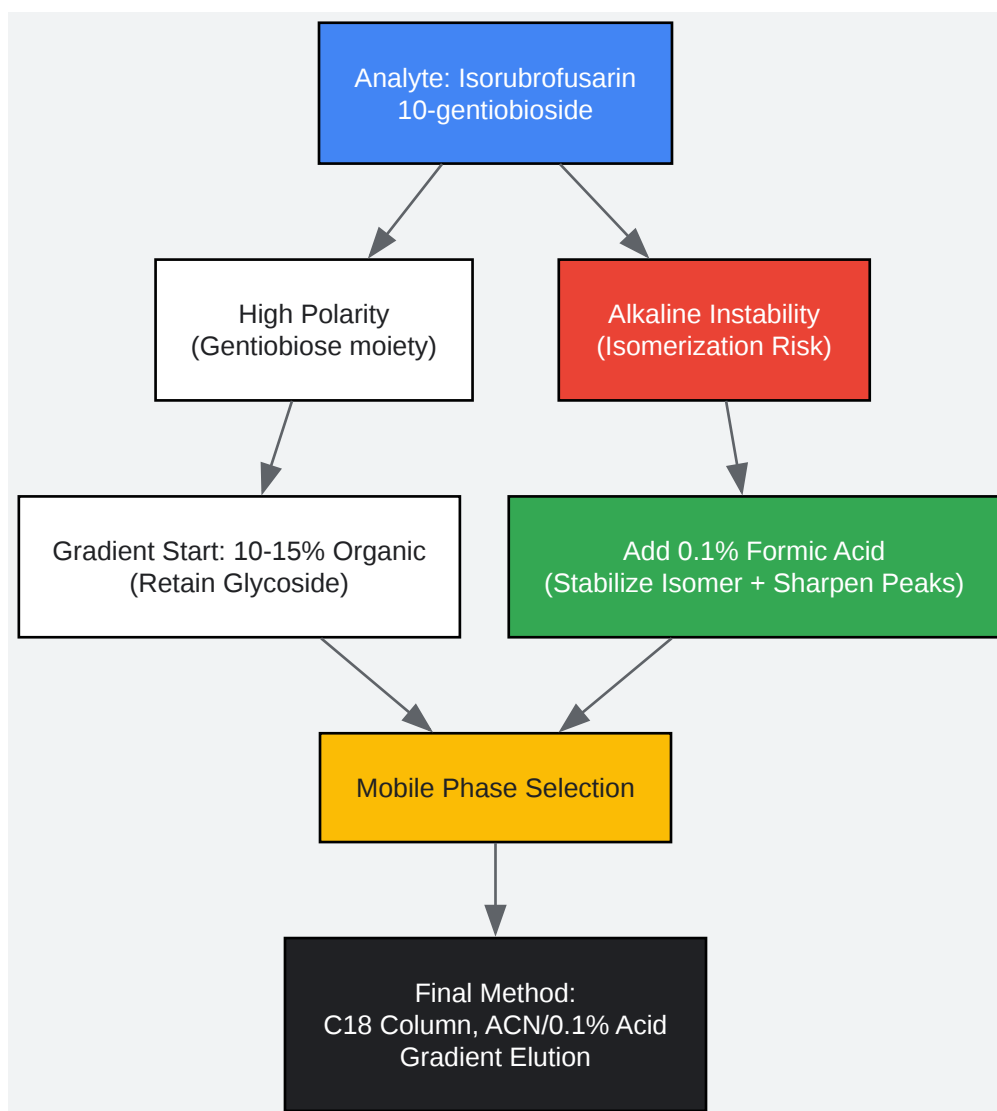 Analyte: Isorubrofusarin
10-gentiobioside
High Polarity
(Gentiobiose moiety)
Alkaline Instability
(Isomerization Risk)
Gradient Start: 10-15% Organic
(Retain Glycoside)
Add 0.1% Formic Acid
(Stabilize Isomer + Sharpen Peaks)
Mobile Phase Selection
Final Method:
C18 Column, ACN/0.1% Acid
Gradient Elution